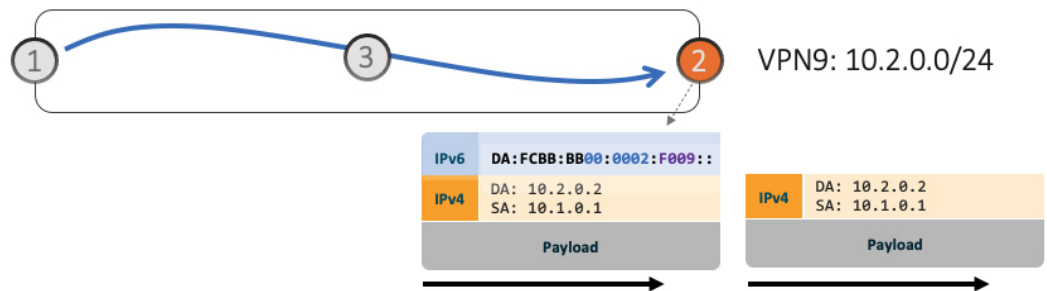 1
3
2
VPN9: 10.2.0.0/24
IPv6
DA:FCBB:BB00:0002:F009::
IPv4
DA: 10.2.0.2
SA: 10.1.0.1
Payload
IPv4
DA: 10.2.0.2
SA: 10.1.0.1
Payload